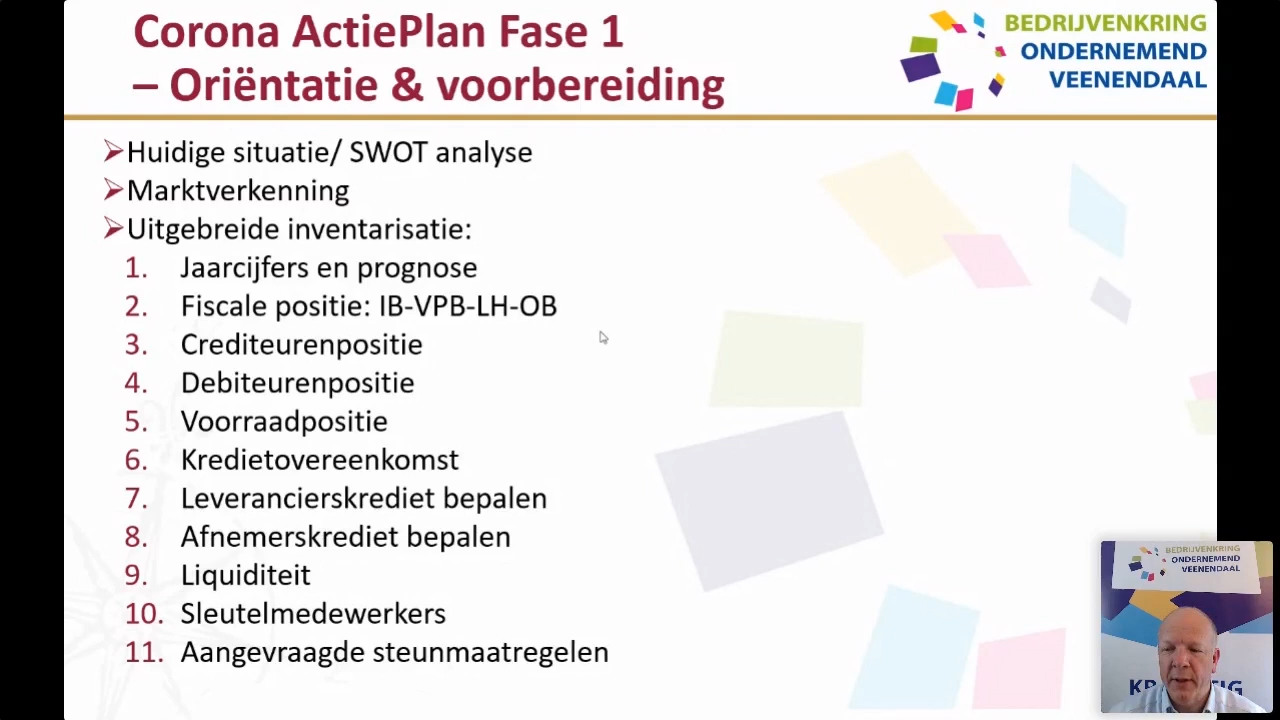 Corona ActiePlan Fase 1
– Oriëntatie & voorbereiding
BEDRIJVENKRING
ONDERNEMEND
VEENENDAAL
Huidige situatie/ SWOT analyse
Marktverkenning
Uitgebreide inventarisatie:
1. Jaarcijfers en prognose
2. Fiscale positie: IB-VPB-LH-OB
3. Crediteurenpositie
4. Debiteurenpositie
5. Voorraadpositie
6. Kredietovereenkomst
7. Leverancierskrediet bepalen
8. Afnemerskrediet bepalen
9. Liquiditeit
10. Sleutelmedewerkers
11. Aangevraagde steunmaatregelen
BEDRIJVENKRING
ONDERNEMEND
VEENENDAAL